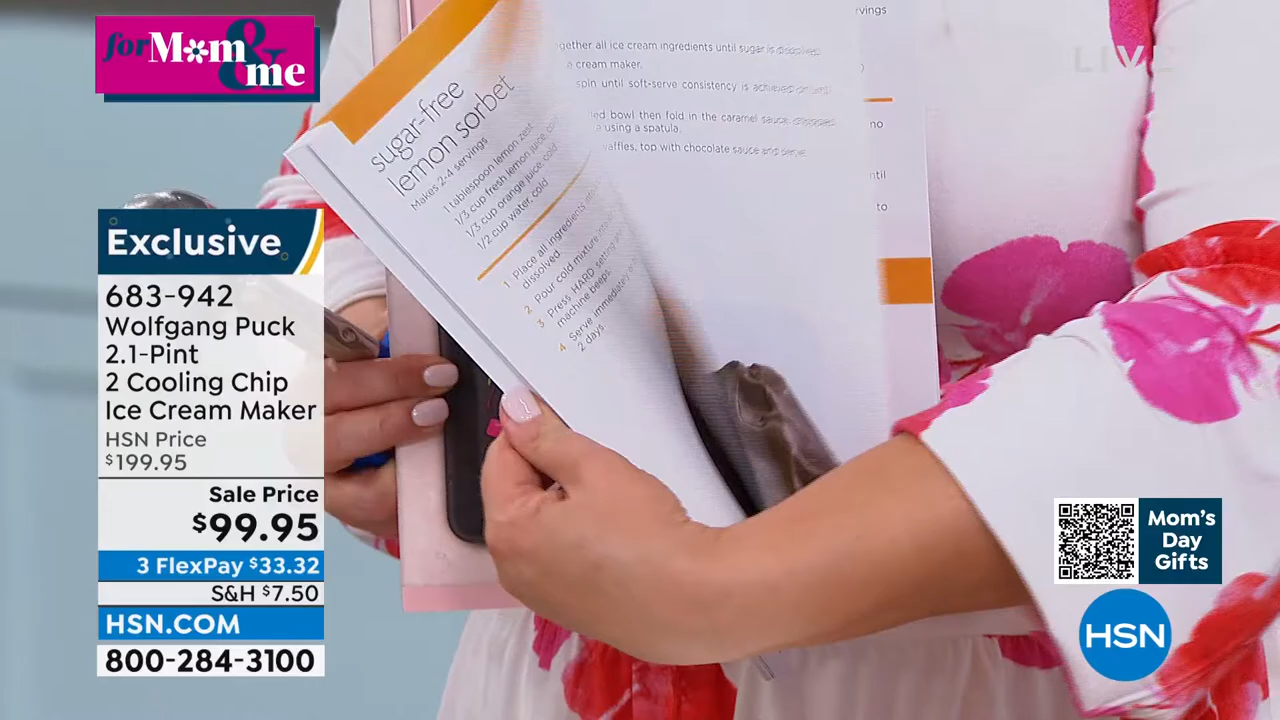 for Mom
&
me
LIVE
Exclusive
683-942
Wolfgang Puck
2.1-Pint
2 Cooling Chip
Ice Cream Maker
HSN Price
$199.95
Sale Price
$99.95
3 FlexPay $33.32
S&H $7.50
HSN.COM
800-284-3100
sugar-free
lemon sorbet
Makes 2-4 servings
1 tablespoon lemon zest
1/3 cup fresh lemon juice,
1/3 cup orange juice, cold
1/2 cup water, cold
1 Place all ingredients
dissolved
2 Pour cold mixture
3 Press HARD setting
machine beeps.
4 Serve immediately
2 days
all ice cream ingredients until sugar is
cream maker.
spin until soft-serve consistency is achieved or until
bowl then fold in the caramel sauce
using a spatula.
top with chocolate sauce and serve.
to
Mom's
Day
Gifts
HSN